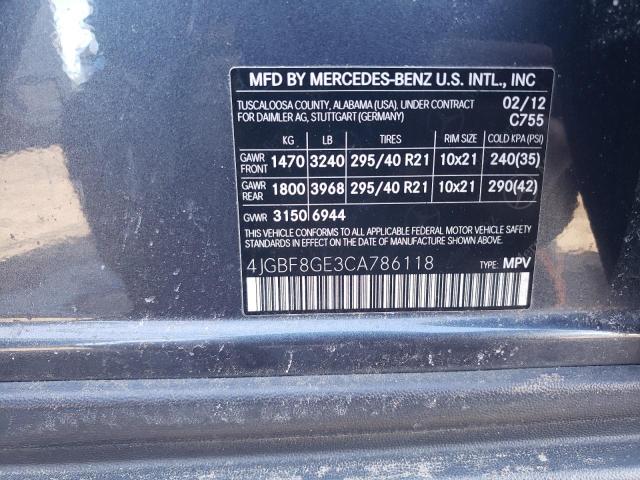 MFD BY MERCEDES-BENZ U.S. INTL., INC
TUSCALOOSA COUNTY, ALABAMA (USA). UNDER CONTRACT 02/12
FOR DAIMLER AG, STUTTGART (GERMANY) C755
KG LB TIRES RIM SIZE COLD KPA (PSI)
GAWR FRONT 1470 3240 295/40 R21 10x21 240(35)
GAWR REAR 1800 3968 295/40 R21 10x21 290(42)
GVWR 3150 6944
THIS VEHICLE CONFORMS TO ALL APPLICABLE FEDERAL MOTOR VEHICLE SAFETY
STANDARDS IN EFFECT ON THE DATE OF MANUFACTURE SHOWN ABOVE.
4JGBF8GE3CA786118 TYPE: MPV